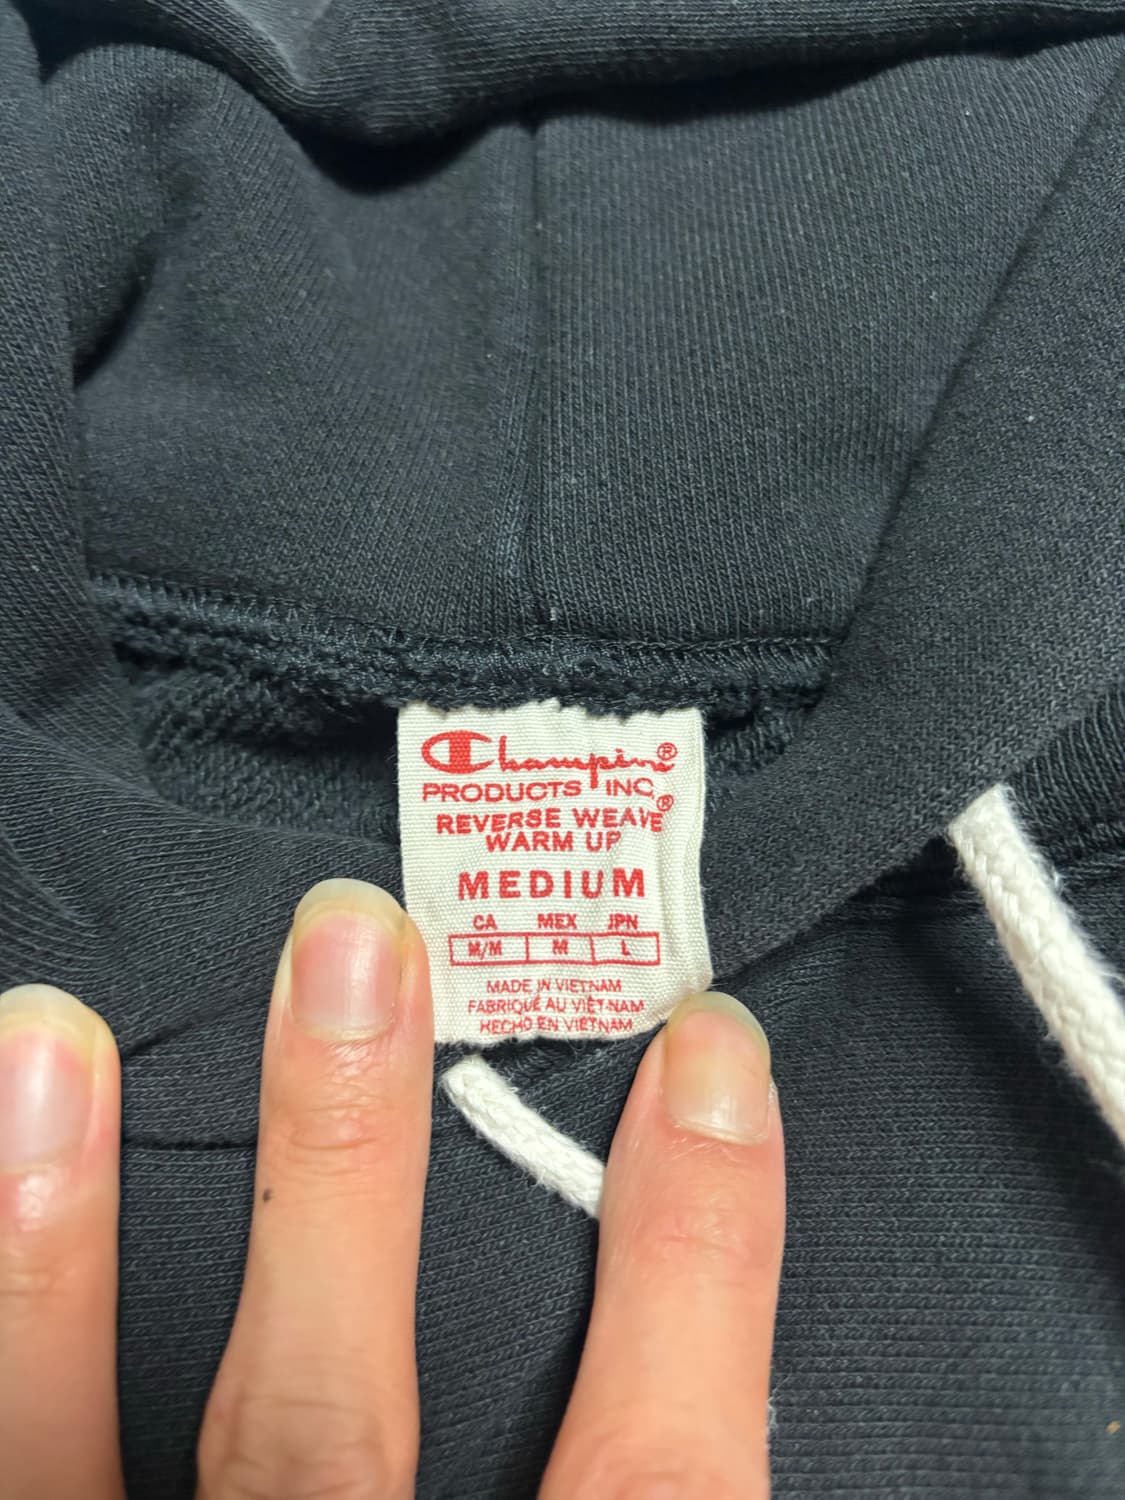 Champion®
PRODUCTS INC.
REVERSE WEAVE®
WARM UP
MEDIUM
CA MEX JPN
M/M M L
MADE IN VIETNAM
FABRIQUÉ AU VIÊT-NAM
HECHO EN VIETNAM